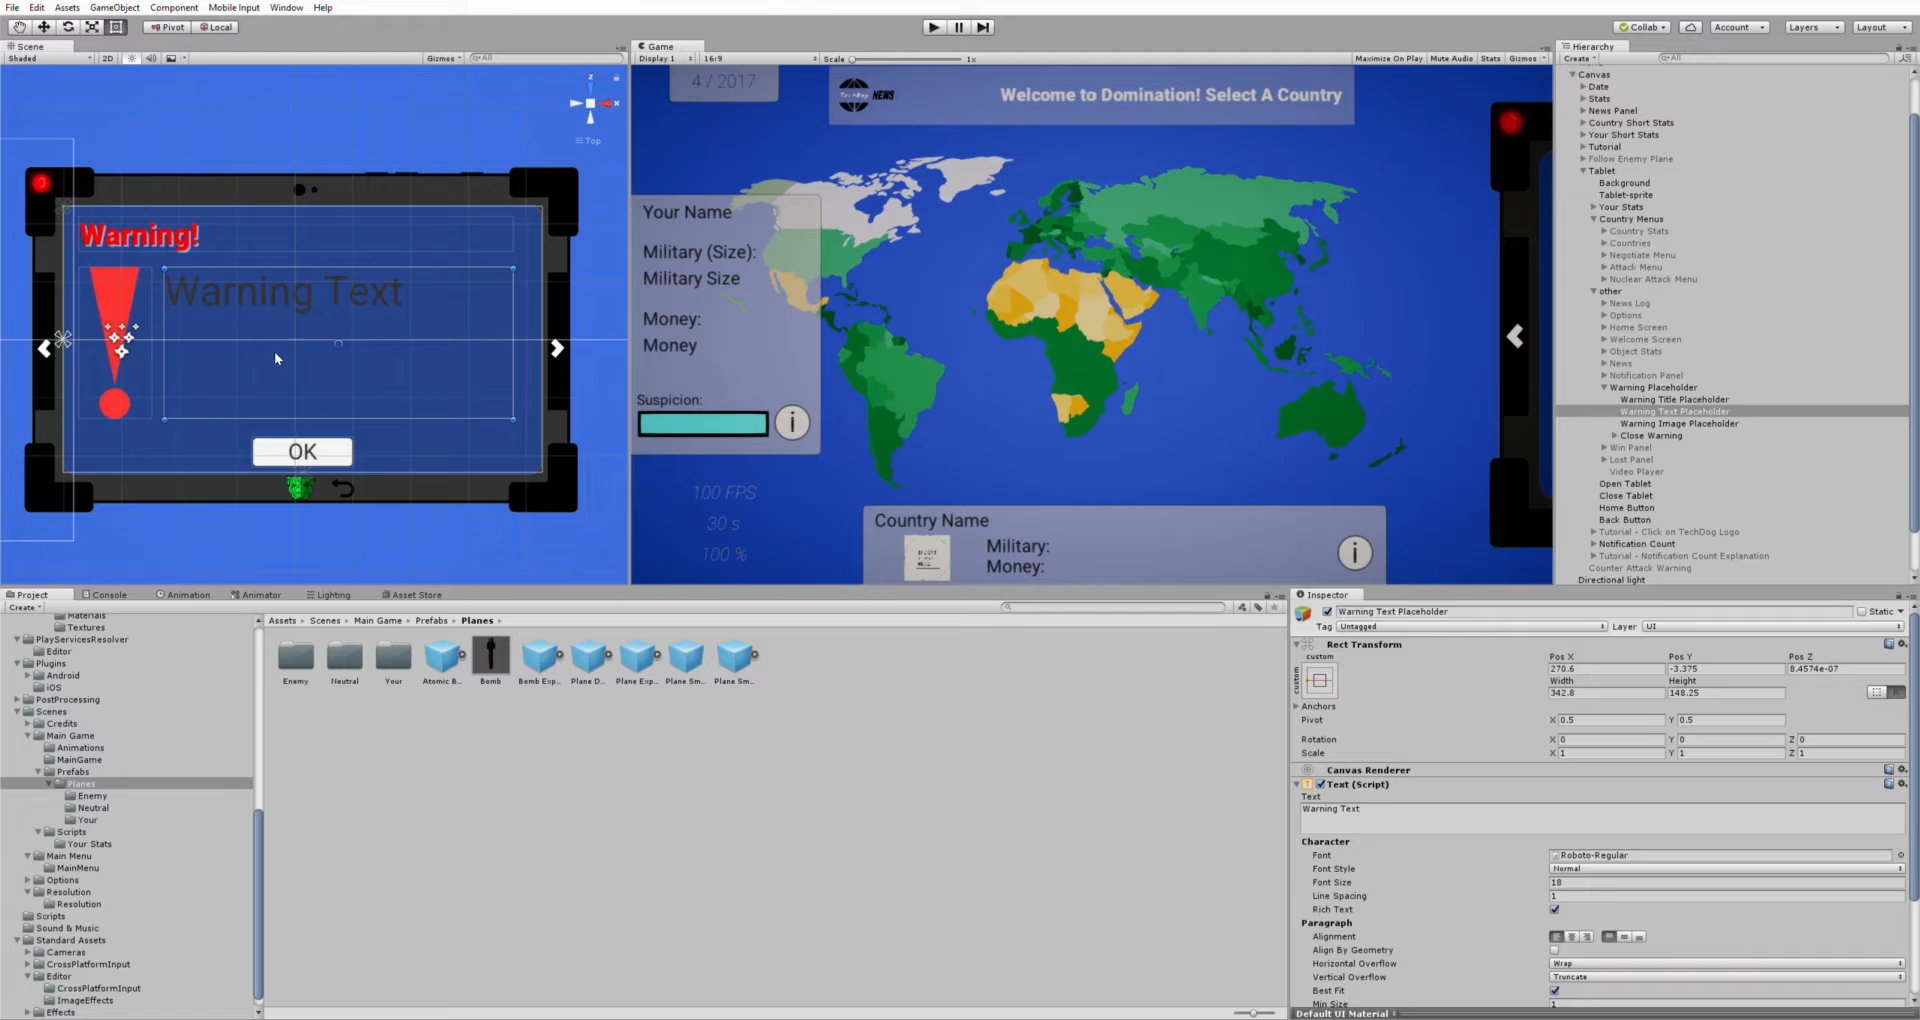 File Edit Assets GameObject Component Mobile Input Window Help
Pivot Local
Collab Account Layers Layout
Scene
Shaded 2D Gizmos All
z
x
Top
Warning!
Warning Text
OK
Game
Display 1 16:9 Scale 1x Maximize On Play Mute Audio Stats Gizmos
4 / 2017
NEWS
Welcome to Domination! Select A Country
Your Name
Military (Size):
Military Size
Money:
Money
Suspicion:
i
100 FPS
30 s
100 %
Country Name
Military:
Money:
i
Hierarchy
Create All
Canvas
Date
Stats
News Panel
Country Short Stats
Your Short Stats
Tutorial
Follow Enemy Plane
Tablet
Background
Tablet-sprite
Your Stats
Country Menus
Country Stats
Countries
Negotiate Menu
Attack Menu
Nuclear Attack Menu
other
News Log
Options
Home Screen
Welcome Screen
Object Stats
News
Notification Panel
Warning Placeholder
Warning Title Placeholder
Warning Text Placeholder
Warning Image Placeholder
Close Warning
Win Panel
Lost Panel
Video Player
Open Tablet
Close Tablet
Home Button
Back Button
Tutorial - Click on TechDog Logo
Notification Count
Tutorial - Notification Count Explanation
Counter Attack Warning
Directional light
Project Console Animation Animator Lighting Asset Store
Create
Materials
Textures
PlayServicesResolver
Editor
Plugins
Android
iOS
PostProcessing
Scenes
Credits
Main Game
Animations
MainGame
Prefabs
Planes
Enemy
Neutral
Your
Scripts
Your Stats
Main Menu
MainMenu
Options
Resolution
Resolution
Scripts
Sound & Music
Standard Assets
Cameras
CrossPlatformInput
Editor
CrossPlatformInput
ImageEffects
Effects
Assets Scenes Main Game Prefabs Planes
Enemy Neutral Your Atomic B... Bomb Bomb Exp... Plane D... Plane Exp... Plane Sm... Plane Sm...
Inspector
Warning Text Placeholder Static
Tag Untagged Layer UI
Rect Transform
custom Pos X Pos Y Pos Z
custom 270.6 -3.375 8.4574e-07
Width Height
342.8 148.25 R
Anchors
Pivot X 0.5 Y 0.5
Rotation X 0 Y 0 Z 0
Scale X 1 Y 1 Z 1
Canvas Renderer
Text (Script)
Text
Warning Text
Character
Font Roboto-Regular
Font Style Normal
Font Size 18
Line Spacing 1
Rich Text
Paragraph
Alignment
Align By Geometry
Horizontal Overflow Wrap
Vertical Overflow Truncate
Best Fit
Min Size 1
Default UI Material